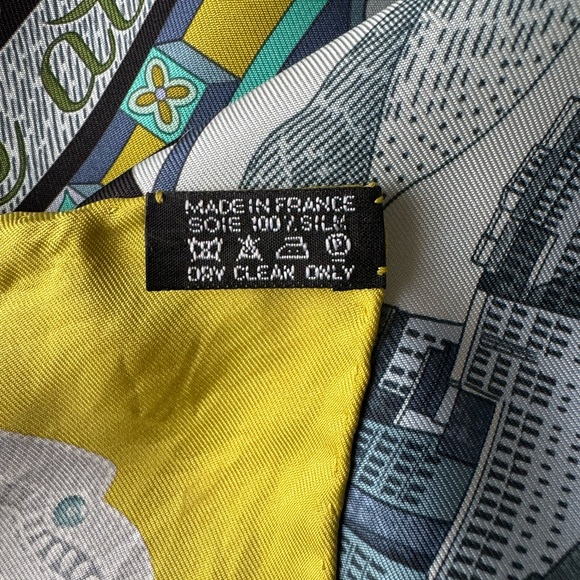 MADE IN FRANCE
SOIE 100% SILK
DRY CLEAN ONLY